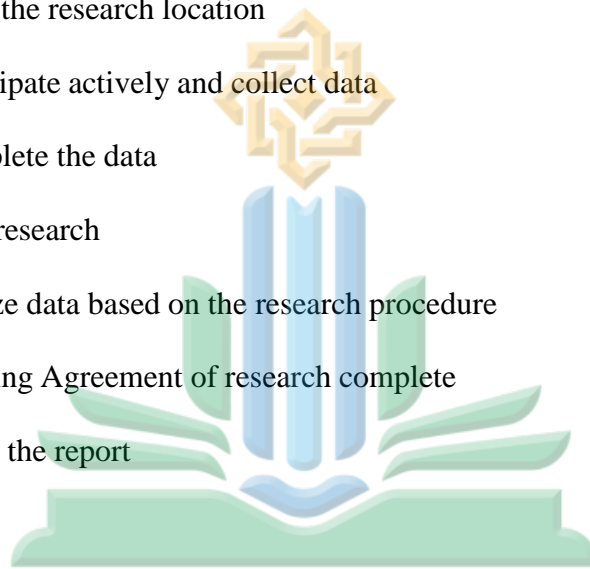 the research location
ipate actively and collect data
plete the data
research
ze data based on the research procedure
ing Agreement of research complete
the report